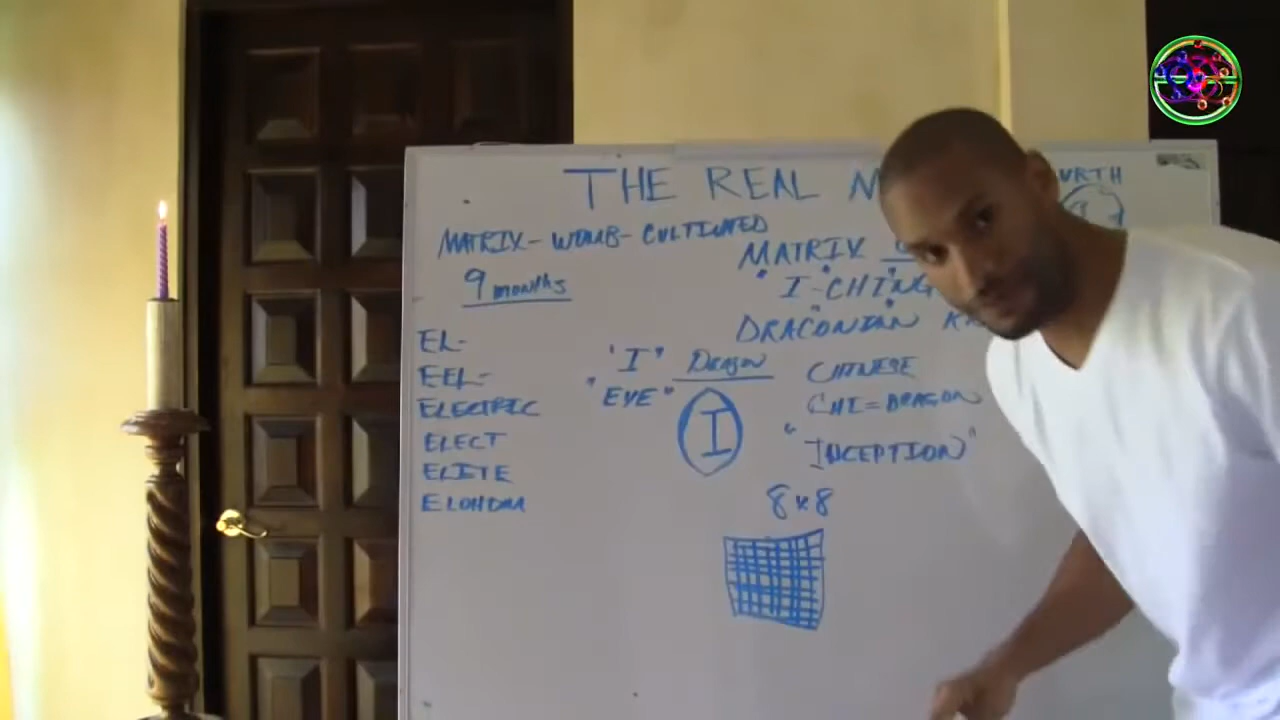 THE REAL
MATRIX - WOMB - CULTIVATED
9 months
MATRIX
"I-CHING
DRACONIAN
EL-
EEL-
ELECTRIC
ELECT
ELITE
"I" DRAGON
"EYE"
I
CHINESE
CHI = DRAGON
"INCEPTION"
8x8